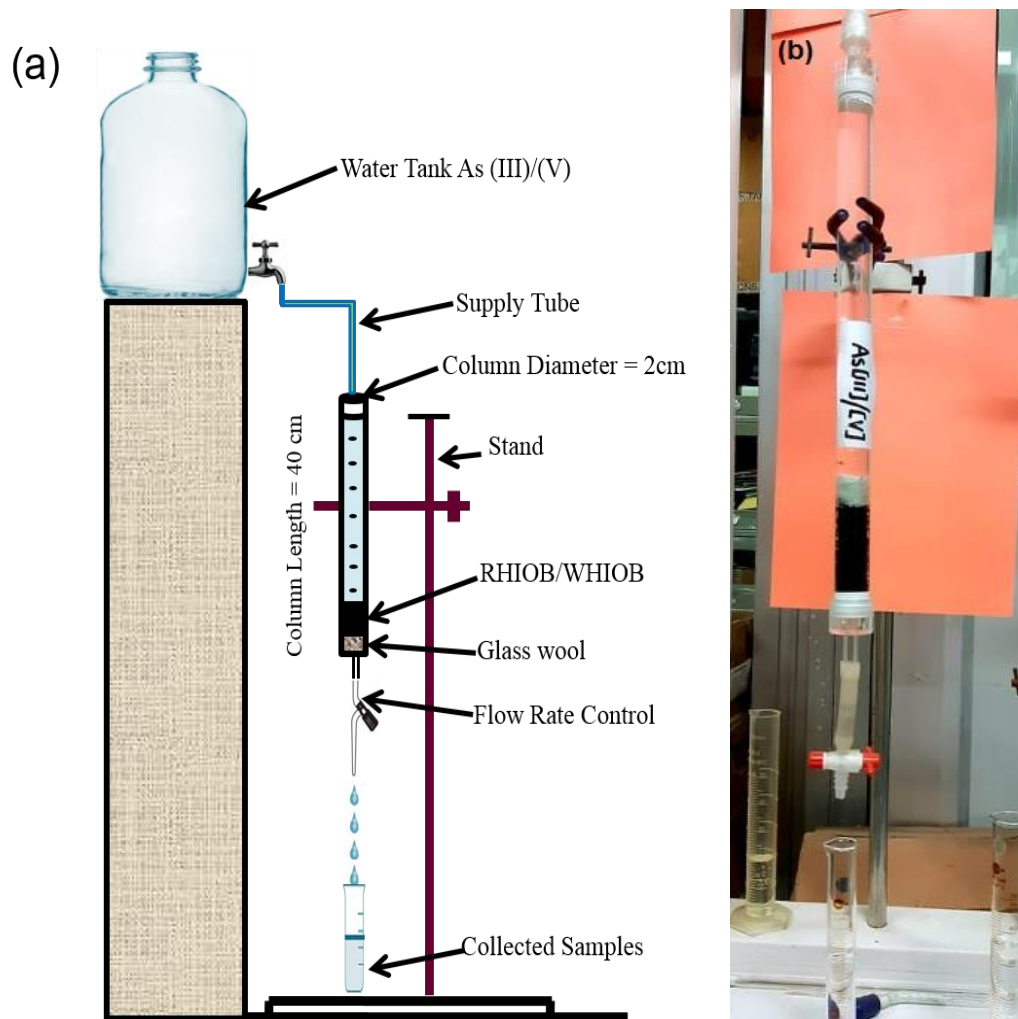 (a)
Water Tank As (III)/(V)
Supply Tube
Column Diameter = 2cm
Stand
Column Length = 40 cm
RHIOB/WHIOB
Glass wool
Flow Rate Control
Collected Samples
(b)
As[III]/[V]